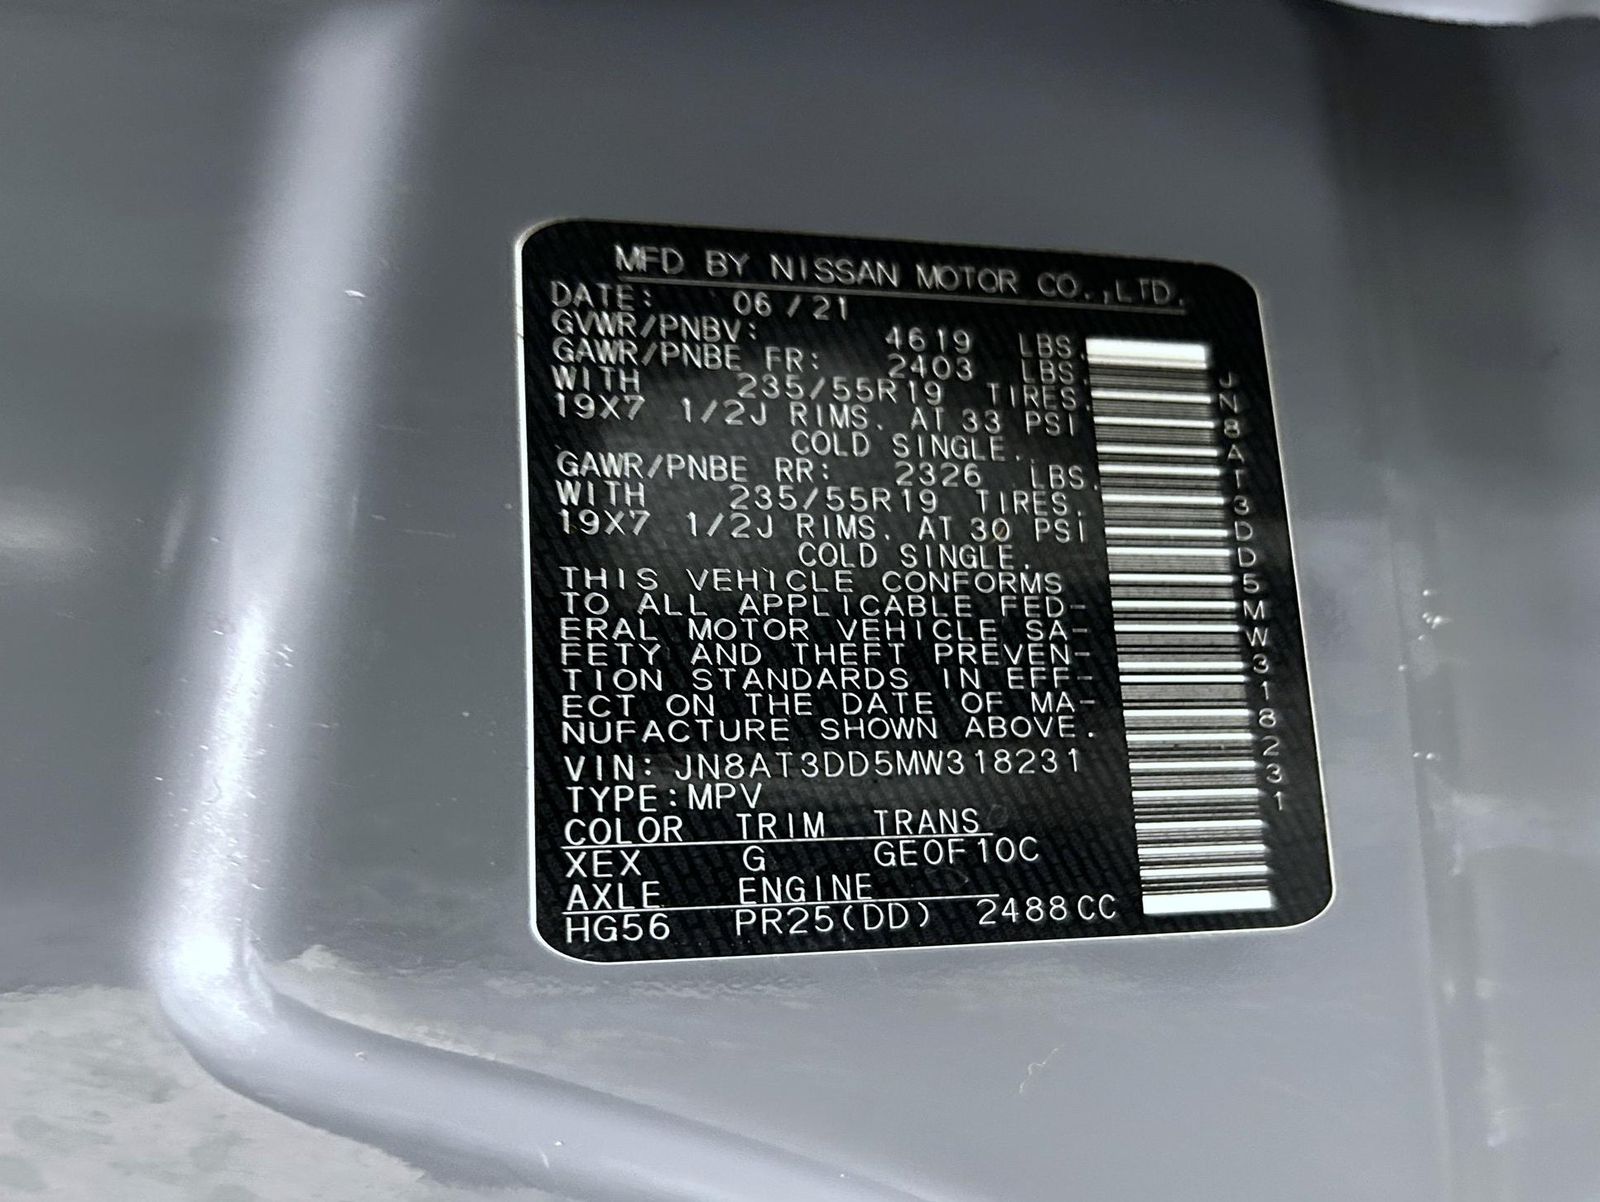 MFD BY NISSAN MOTOR CO.,LTD.
DATE: 06/21
GVWR/PNBV: 4619 LBS.
GAWR/PNBE FR: 2403 LBS.
WITH 235/55R19 TIRES.
19X7 1/2J RIMS. AT 33 PSI
COLD SINGLE.
GAWR/PNBE RR: 2326 LBS.
WITH 235/55R19 TIRES.
19X7 1/2J RIMS. AT 30 PSI
COLD SINGLE.
THIS VEHICLE CONFORMS
TO ALL APPLICABLE FED-
ERAL MOTOR VEHICLE SA-
FETY AND THEFT PREVEN-
TION STANDARDS IN EFF-
ECT ON THE DATE OF MA-
NUFACTURE SHOWN ABOVE.
VIN: JN8AT3DD5MW318231
TYPE:MPV
COLOR TRIM TRANS
XEX G GE0F10C
AXLE ENGINE
HG56 PR25(DD) 2488CC
JN8AT3DD5MW318231